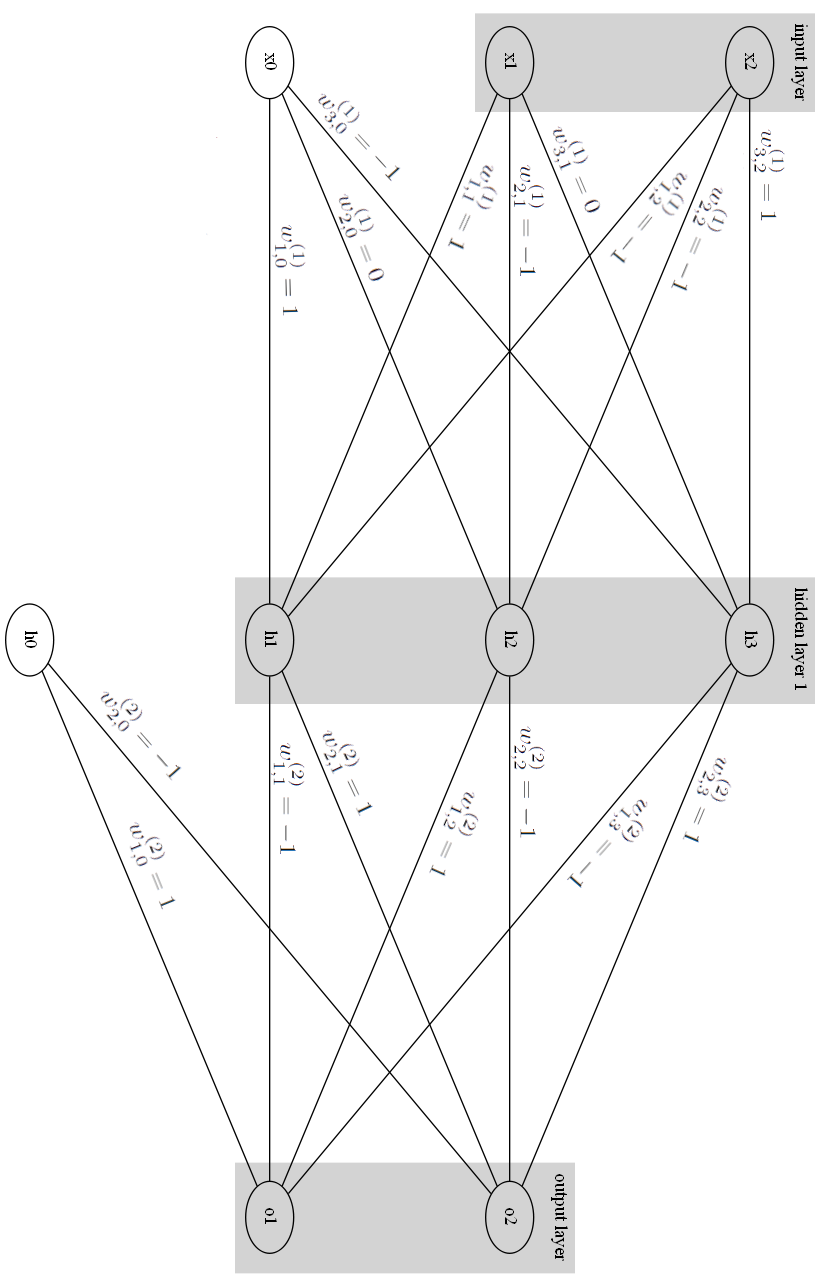 input layer
x2
x1
x0
w_{3,2}^{(1)} = 1
w_{2,2}^{(1)} = −1
w_{1,2}^{(1)} = −1
w_{3,1}^{(1)} = 0
w_{2,1}^{(1)} = −1
w_{1,1}^{(1)} = 1
w_{3,0}^{(1)} = −1
w_{2,0}^{(1)} = 0
w_{1,0}^{(1)} = 1
hidden layer 1
h3
h2
h1
h0
w_{2,3}^{(2)} = 1
w_{1,3}^{(2)} = −1
w_{2,2}^{(2)} = −1
w_{1,2}^{(2)} = 1
w_{2,1}^{(2)} = 1
w_{1,1}^{(2)} = −1
w_{2,0}^{(2)} = −1
w_{1,0}^{(2)} = 1
output layer
o2
o1